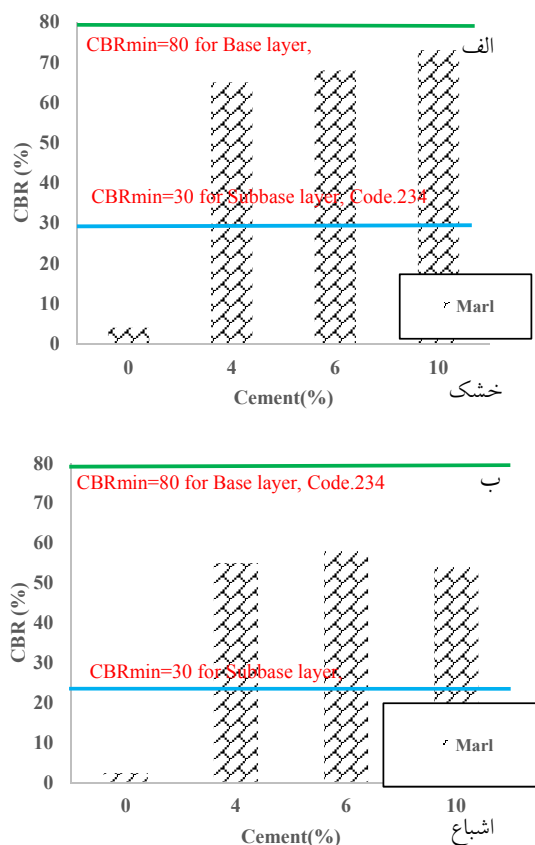 80
CBRmin=80 for Base layer,
الف
70
60
50
CBR (%)
40
CBRmin=30 for Subbase layer, Code.234
30
20
10
Marl
0
0 4 6 10
Cement(%)
خشک
80
CBRmin=80 for Base layer, Code.234
ب
70
60
50
CBR (%)
40
30
CBRmin=30 for Subbase layer,
20
10
Marl
0
0 4 6 10
Cement(%)
اشباع